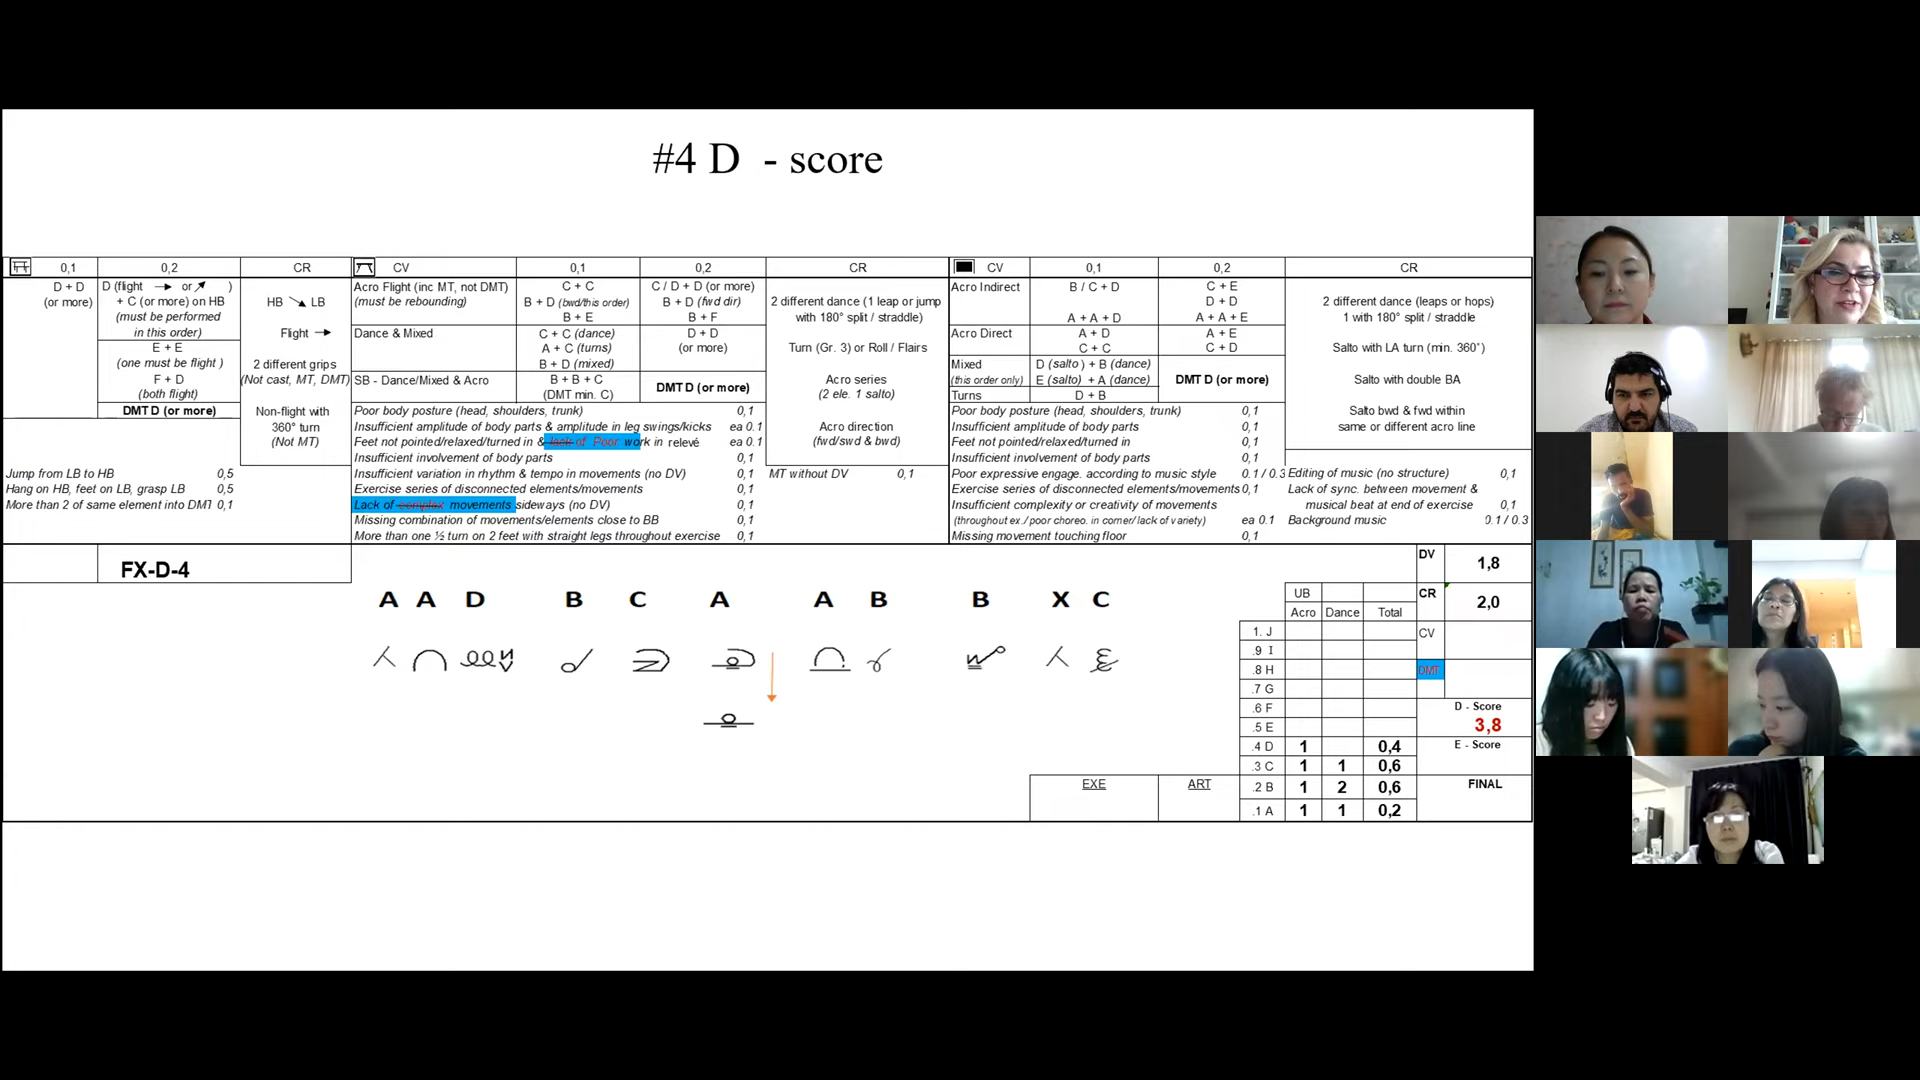 #4 D - score
0,1 0,2 CR
D + D
(or more)
D (flight → or ↗ )
+ C (or more) on HB
(must be performed
in this order)
E + E
(one must be flight )
F + D
(both flight)
DMT D (or more)
HB ↘ LB
Flight →
2 different grips
(Not cast, MT, DMT)
Non-flight with
360° turn
(Not MT)
Jump from LB to HB 0,5
Hang on HB, feet on LB, grasp LB 0,5
More than 2 of same element into DMT 0,1
CV 0,1 0,2 CR
Acro Flight (inc MT, not DMT)
(must be rebounding)
C + C
B + D (bwd/this order)
B + E
C / D + D (or more)
B + D (fwd dir)
B + F
Dance & Mixed
C + C (dance)
A + C (turns)
B + D (mixed)
D + D
(or more)
SB - Dance/Mixed & Acro
B + B + C
(DMT min. C)
DMT D (or more)
2 different dance (1 leap or jump
with 180° split / straddle)
Turn (Gr. 3) or Roll / Flairs
Acro series
(2 ele. 1 salto)
Acro direction
(fwd/swd & bwd)
Poor body posture (head, shoulders, trunk) 0,1
Insufficient amplitude of body parts & amplitude in leg swings/kicks ea 0.1
Feet not pointed/relaxed/turned in & lack of Poor work in relevé ea 0.1
Insufficient involvement of body parts 0,1
Insufficient variation in rhythm & tempo in movements (no DV) 0,1
Exercise series of disconnected elements/movements 0,1
Lack of complex movements sideways (no DV) 0,1
Missing combination of movements/elements close to BB 0,1
More than one ½ turn on 2 feet with straight legs throughout exercise 0,1
MT without DV 0,1
CV 0,1 0,2 CR
Acro Indirect
B / C + D
A + A + D
C + E
D + D
A + A + E
Acro Direct
A + D
C + C
A + E
C + D
Mixed
(this order only)
D (salto ) + B (dance)
E (salto) + A (dance)
DMT D (or more)
Turns D + B
2 different dance (leaps or hops)
1 with 180° split / straddle
Salto with LA turn (min. 360°)
Salto with double BA
Salto bwd & fwd within
same or different acro line
Poor body posture (head, shoulders, trunk) 0,1
Insufficient amplitude of body parts 0,1
Feet not pointed/relaxed/turned in 0,1
Insufficient involvement of body parts 0,1
Poor expressive engage. according to music style 0.1 / 0.3
Exercise series of disconnected elements/movements 0,1
Insufficient complexity or creativity of movements
(throughout ex./ poor choreo. in corner/ lack of variety) ea 0.1
Missing movement touching floor 0,1
Editing of music (no structure) 0,1
Lack of sync. between movement &
musical beat at end of exercise 0,1
Background music 0.1 / 0.3
FX-D-4
A A D B C A A B B X C
DV 1,8
CR 2,0
CV
DMT
D - Score
3,8
E - Score
FINAL
UB
Acro Dance Total
1. J
.9 I
.8 H
.7 G
.6 F
.5 E
.4 D 1 0,4
.3 C 1 1 0,6
.2 B 1 2 0,6
.1 A 1 1 0,2
EXE ART